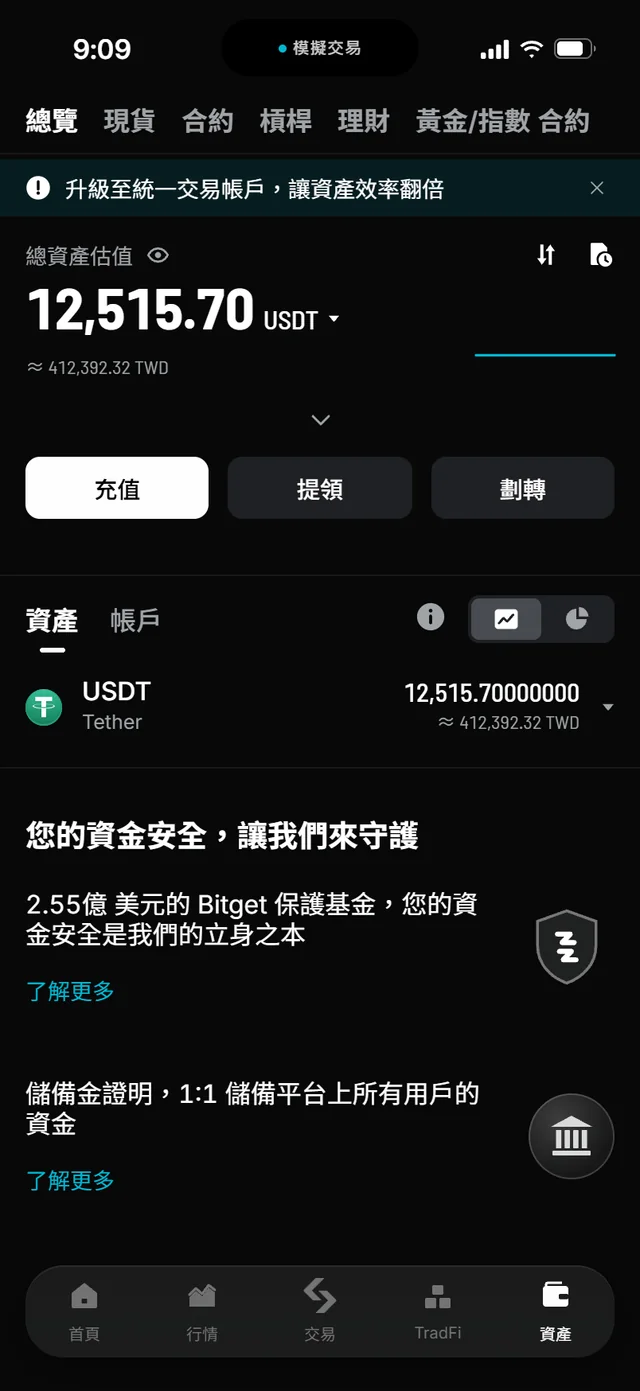 9:09
模擬交易
總覽 現貨 合約 槓桿 理財 黃金/指數 合約
升級至統一交易帳戶，讓資產效率翻倍
總資產估值
12,515.70 USDT
≈ 412,392.32 TWD
充值 提領 劃轉
資產 帳戶
USDT 12,515.70000000
Tether ≈ 412,392.32 TWD
您的資金安全，讓我們來守護
2.55億 美元的 Bitget 保護基金，您的資
金安全是我們的立身之本
了解更多
儲備金證明，1:1 儲備平台上所有用戶的
資金
了解更多
首頁 行情 交易 TradFi 資產